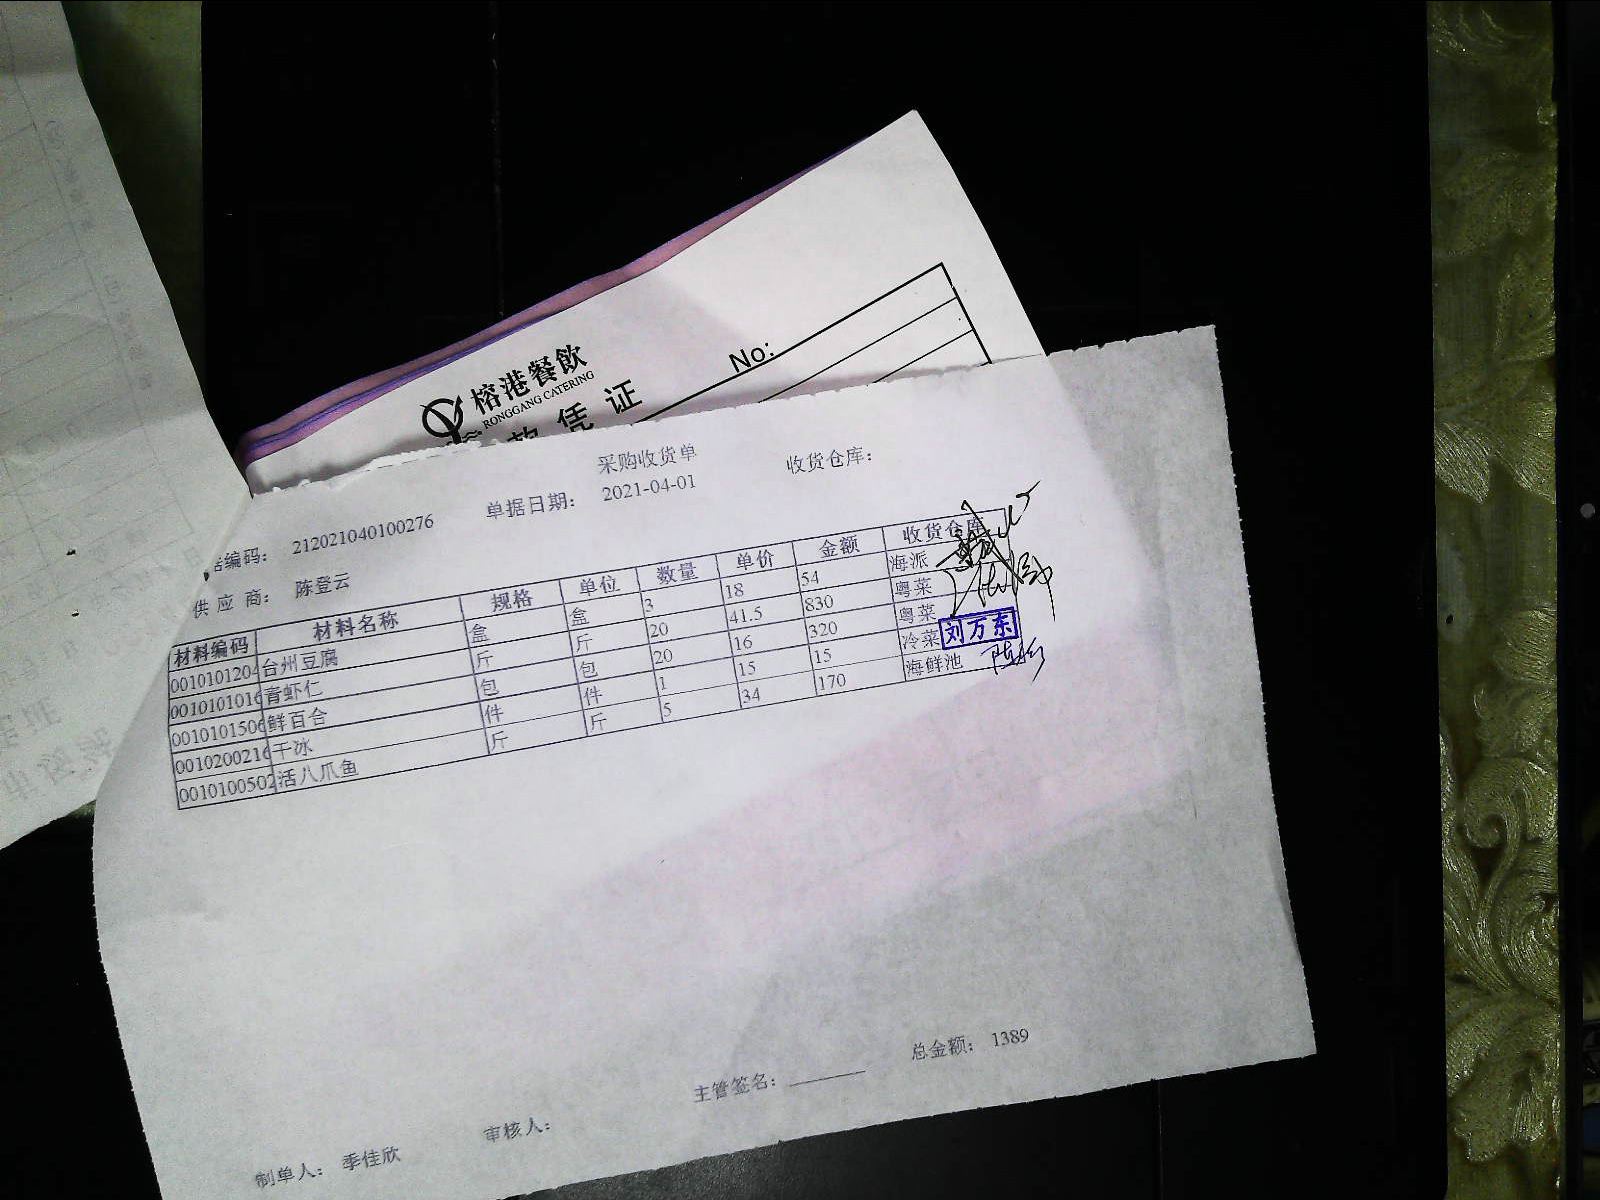 榕港餐飲
RONGGANG CATERING
No:
款凭证
采购收货单
单据编码： 212021040100276 单据日期： 2021-04-01 收货仓库：
供应商： 陈登云
材料编码 材料名称 规格 单位 数量 单价 金额 收货仓库
0010101204 台州豆腐 盒 盒 3 18 54 海派
0010101016 青虾仁 斤 斤 20 41.5 830 粤菜
0010101506 鲜百合 包 包 20 16 320 粤菜
0010200216 干冰 件 件 1 15 15 冷菜
0010100502 活八爪鱼 斤 斤 5 34 170 海鲜池
刘万东
总金额： 1389
制单人： 季佳欣 审核人： 主管签名：